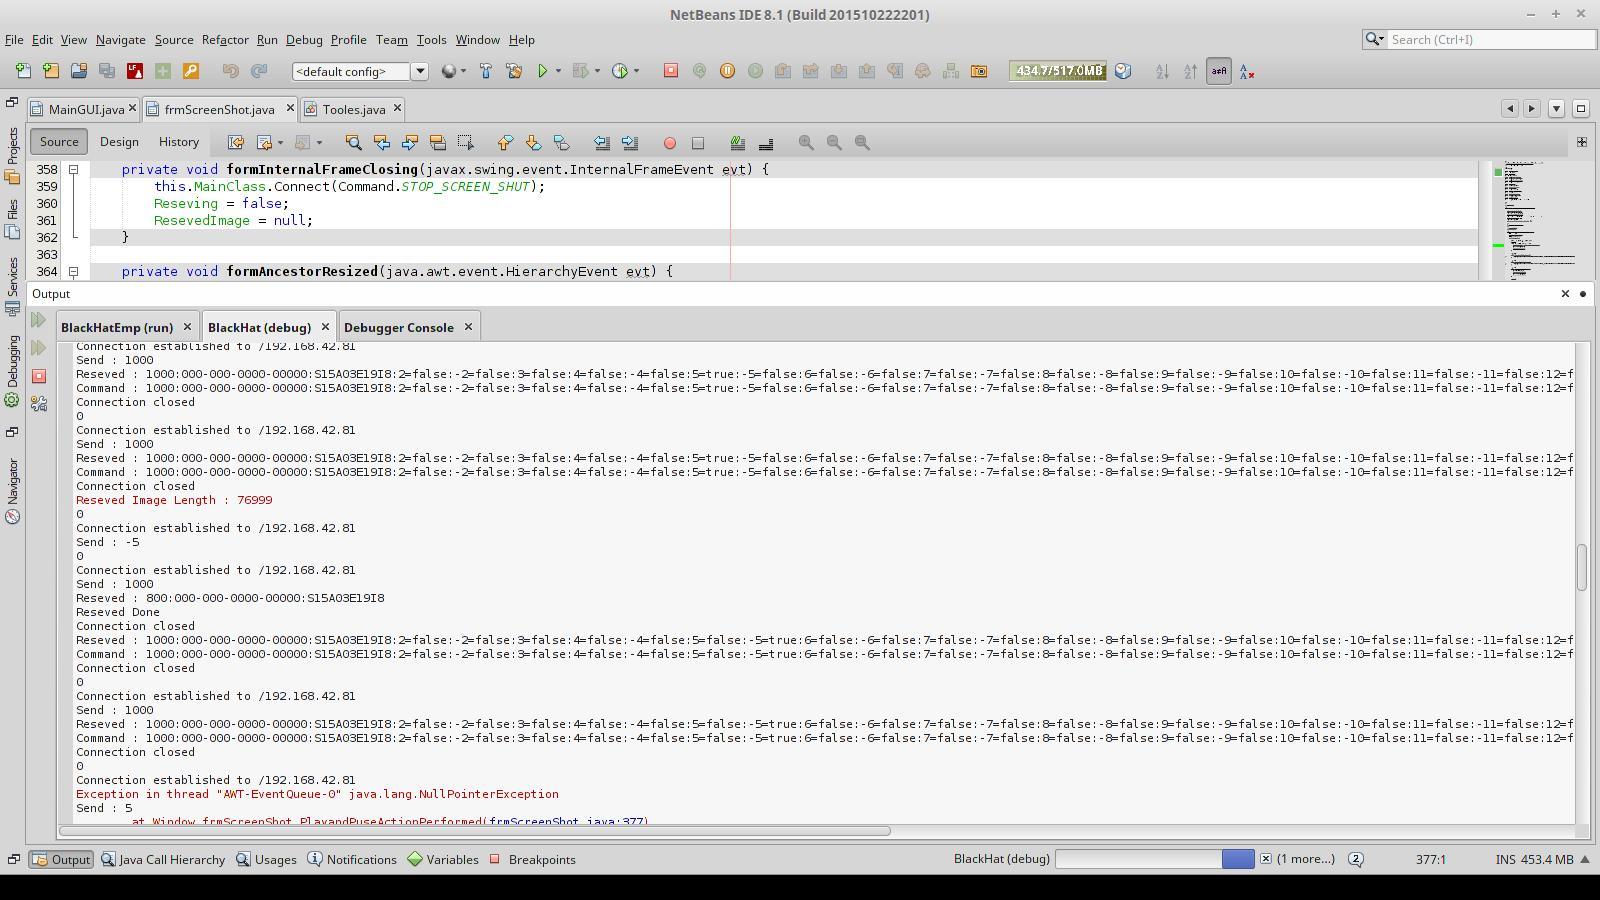 NetBeans IDE 8.1 (Build 201510222201)
File Edit View Navigate Source Refactor Run Debug Profile Team Tools Window Help
Search (Ctrl+I)
<default config>
434.7/517.0MB
MainGUI.java
frmScreenShot.java
Tooles.java
Source Design History
Projects
Files
Services
Debugging
Navigator
358 private void formInternalFrameClosing(javax.swing.event.InternalFrameEvent evt) {
359 this.MainClass.Connect(Command.STOP_SCREEN_SHUT);
360 Reseving = false;
361 ResevedImage = null;
362 }
363
364 private void formAncestorResized(java.awt.event.HierarchyEvent evt) {
Output
BlackHatEmp (run)
BlackHat (debug)
Debugger Console
Connection established to /192.168.42.81
Send : 1000
Reseved : 1000:000-000-0000-00000:S15A03E19I8:2=false:-2=false:3=false:4=false:-4=false:5=true:-5=false:6=false:-6=false:7=false:-7=false:8=false:-8=false:9=false:-9=false:10=false:-10=false:11=false:-11=false:12=f
Command : 1000:000-000-0000-00000:S15A03E19I8:2=false:-2=false:3=false:4=false:-4=false:5=true:-5=false:6=false:-6=false:7=false:-7=false:8=false:-8=false:9=false:-9=false:10=false:-10=false:11=false:-11=false:12=f
Connection closed
0
Connection established to /192.168.42.81
Send : 1000
Reseved : 1000:000-000-0000-00000:S15A03E19I8:2=false:-2=false:3=false:4=false:-4=false:5=true:-5=false:6=false:-6=false:7=false:-7=false:8=false:-8=false:9=false:-9=false:10=false:-10=false:11=false:-11=false:12=f
Command : 1000:000-000-0000-00000:S15A03E19I8:2=false:-2=false:3=false:4=false:-4=false:5=true:-5=false:6=false:-6=false:7=false:-7=false:8=false:-8=false:9=false:-9=false:10=false:-10=false:11=false:-11=false:12=f
Connection closed
Reseved Image Length : 76999
0
Connection established to /192.168.42.81
Send : -5
0
Connection established to /192.168.42.81
Send : 1000
Reseved : 800:000-000-0000-00000:S15A03E19I8
Reseved Done
Connection closed
Reseved : 1000:000-000-0000-00000:S15A03E19I8:2=false:-2=false:3=false:4=false:-4=false:5=false:-5=true:6=false:-6=false:7=false:-7=false:8=false:-8=false:9=false:-9=false:10=false:-10=false:11=false:-11=false:12=f
Command : 1000:000-000-0000-00000:S15A03E19I8:2=false:-2=false:3=false:4=false:-4=false:5=false:-5=true:6=false:-6=false:7=false:-7=false:8=false:-8=false:9=false:-9=false:10=false:-10=false:11=false:-11=false:12=f
Connection closed
0
Connection established to /192.168.42.81
Send : 1000
Reseved : 1000:000-000-0000-00000:S15A03E19I8:2=false:-2=false:3=false:4=false:-4=false:5=false:-5=true:6=false:-6=false:7=false:-7=false:8=false:-8=false:9=false:-9=false:10=false:-10=false:11=false:-11=false:12=f
Command : 1000:000-000-0000-00000:S15A03E19I8:2=false:-2=false:3=false:4=false:-4=false:5=false:-5=true:6=false:-6=false:7=false:-7=false:8=false:-8=false:9=false:-9=false:10=false:-10=false:11=false:-11=false:12=f
Connection closed
0
Connection established to /192.168.42.81
Exception in thread "AWT-EventQueue-0" java.lang.NullPointerException
Send : 5
at Window.frmScreenShot.PlayandPuseActionPerformed(frmScreenShot.java:377)
Output Java Call Hierarchy Usages Notifications Variables Breakpoints
BlackHat (debug) (1 more...) 2 377:1 INS 453.4 MB